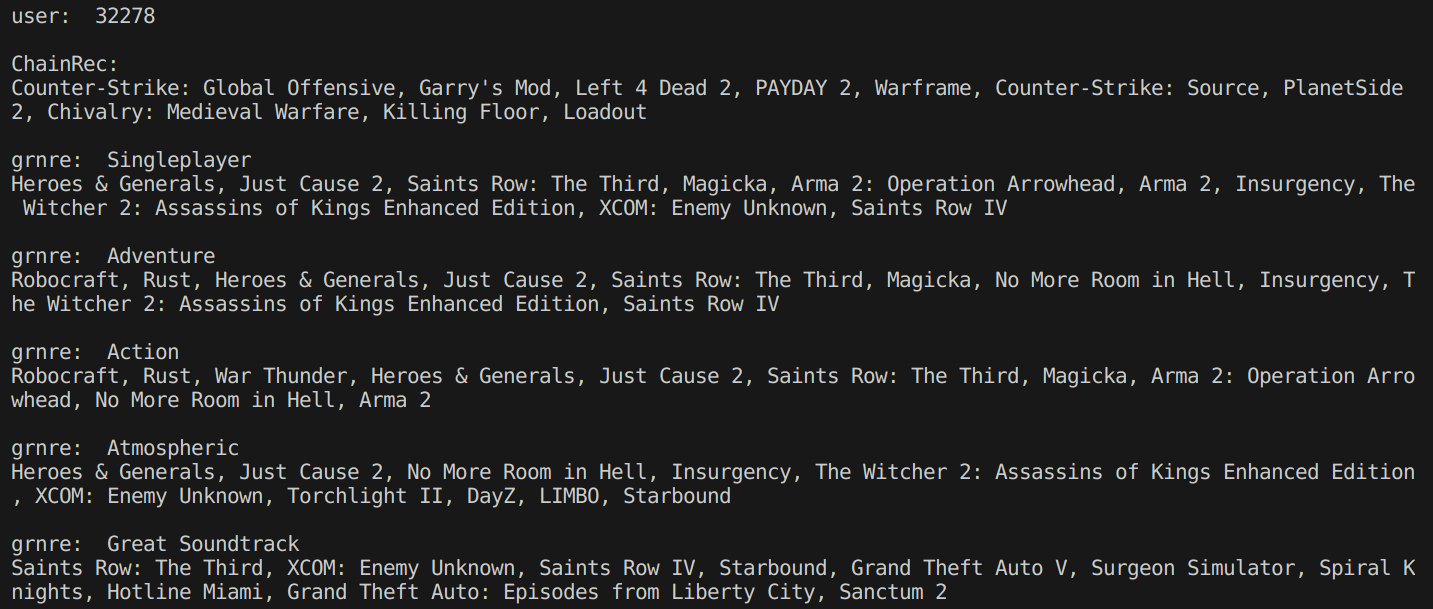 user:  32278
ChainRec:
Counter-Strike: Global Offensive, Garry's Mod, Left 4 Dead 2, PAYDAY 2, Warframe, Counter-Strike: Source, PlanetSide
2, Chivalry: Medieval Warfare, Killing Floor, Loadout
grnre:  Singleplayer
Heroes & Generals, Just Cause 2, Saints Row: The Third, Magicka, Arma 2: Operation Arrowhead, Arma 2, Insurgency, The
Witcher 2: Assassins of Kings Enhanced Edition, XCOM: Enemy Unknown, Saints Row IV
grnre:  Adventure
Robocraft, Rust, Heroes & Generals, Just Cause 2, Saints Row: The Third, Magicka, No More Room in Hell, Insurgency, T
he Witcher 2: Assassins of Kings Enhanced Edition, Saints Row IV
grnre:  Action
Robocraft, Rust, War Thunder, Heroes & Generals, Just Cause 2, Saints Row: The Third, Magicka, Arma 2: Operation Arro
whead, No More Room in Hell, Arma 2
grnre:  Atmospheric
Heroes & Generals, Just Cause 2, No More Room in Hell, Insurgency, The Witcher 2: Assassins of Kings Enhanced Edition
, XCOM: Enemy Unknown, Torchlight II, DayZ, LIMBO, Starbound
grnre:  Great Soundtrack
Saints Row: The Third, XCOM: Enemy Unknown, Saints Row IV, Starbound, Grand Theft Auto V, Surgeon Simulator, Spiral K
nights, Hotline Miami, Grand Theft Auto: Episodes from Liberty City, Sanctum 2